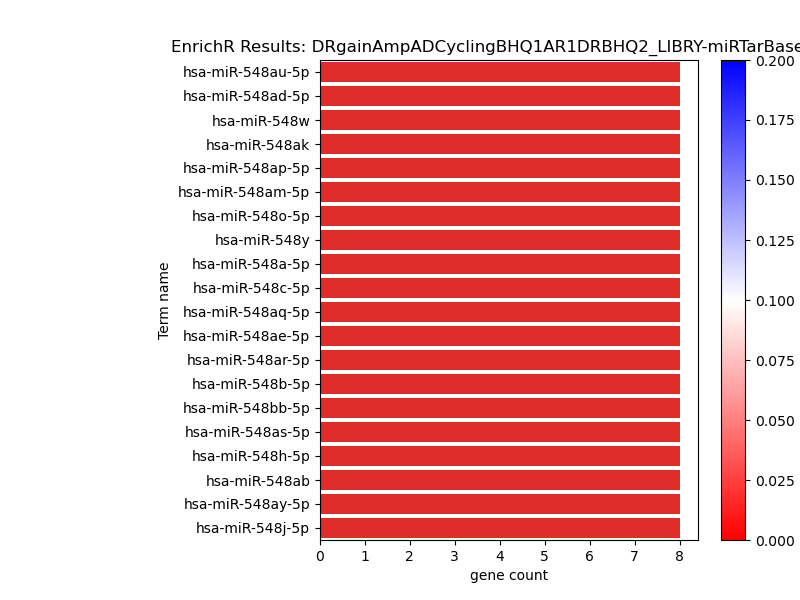 EnrichR Results: DRgainAmpADCyclingBHQ1AR1DRBHQ2_LIBRY-miRTarBase
hsa-miR-548au-5p
hsa-miR-548ad-5p
hsa-miR-548w
hsa-miR-548ak
hsa-miR-548ap-5p
hsa-miR-548am-5p
hsa-miR-548o-5p
hsa-miR-548y
hsa-miR-548a-5p
hsa-miR-548c-5p
hsa-miR-548aq-5p
hsa-miR-548ae-5p
hsa-miR-548ar-5p
hsa-miR-548b-5p
hsa-miR-548bb-5p
hsa-miR-548as-5p
hsa-miR-548h-5p
hsa-miR-548ab
hsa-miR-548ay-5p
hsa-miR-548j-5p
Term name
0 1 2 3 4 5 6 7 8
gene count
0.200
0.175
0.150
0.125
0.100
0.075
0.050
0.025
0.000